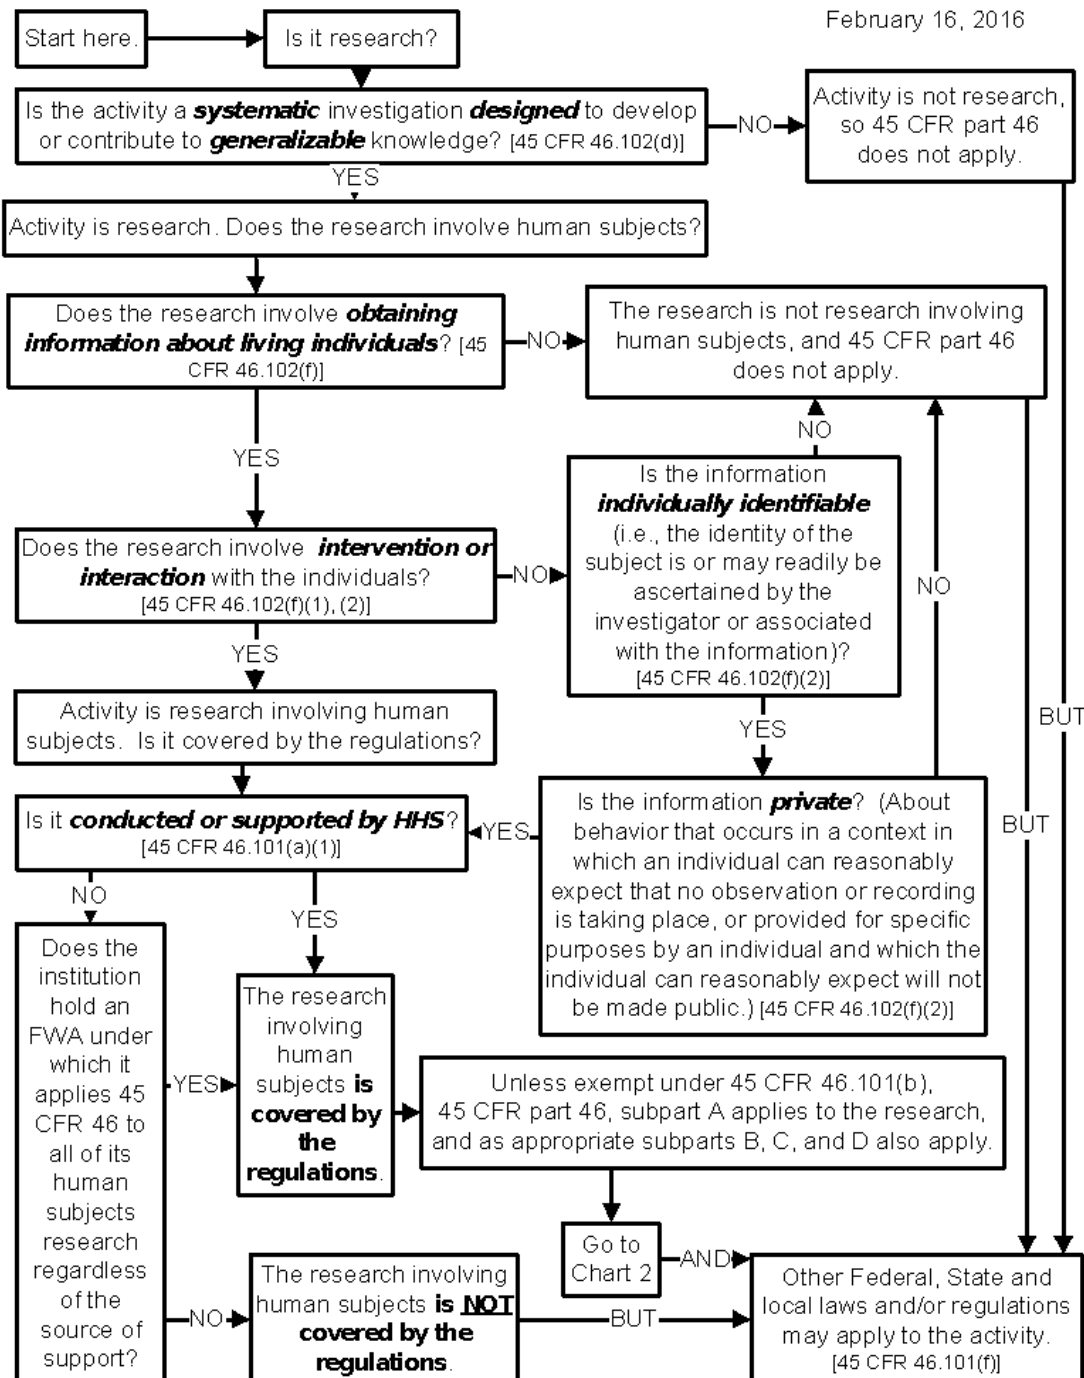 February 16, 2016
Start here.
Is it research?
Is the activity a systematic investigation designed to develop
or contribute to generalizable knowledge? [45 CFR 46.102(d)]
NO
Activity is not research,
so 45 CFR part 46
does not apply.
YES
Activity is research. Does the research involve human subjects?
Does the research involve obtaining
information about living individuals? [45
CFR 46.102(f)]
NO
The research is not research involving
human subjects, and 45 CFR part 46
does not apply.
YES
NO
Is the information
individually identifiable
(i.e., the identity of the
subject is or may readily be
ascertained by the
investigator or associated
with the information)?
[45 CFR 46.102(f)(2)]
NO
Does the research involve intervention or
interaction with the individuals?
[45 CFR 46.102(f)(1), (2)]
NO
YES
YES
BUT
Activity is research involving human
subjects. Is it covered by the regulations?
Is it conducted or supported by HHS?
[45 CFR 46.101(a)(1)]
YES
Is the information private? (About
behavior that occurs in a context in
which an individual can reasonably
expect that no observation or recording
is taking place, or provided for specific
purposes by an individual and which the
individual can reasonably expect will not
be made public.) [45 CFR 46.102(f)(2)]
BUT
NO
YES
Does the
institution
hold an
FWA under
which it
applies 45
CFR 46 to
all of its
human
subjects
research
regardless
of the
source of
support?
YES
The research
involving
human
subjects is
covered by
the
regulations.
Unless exempt under 45 CFR 46.101(b),
45 CFR part 46, subpart A applies to the research,
and as appropriate subparts B, C, and D also apply.
Go to
Chart 2
AND
NO
The research involving
human subjects is NOT
covered by the
regulations.
BUT
Other Federal, State and
local laws and/or regulations
may apply to the activity.
[45 CFR 46.101(f)]